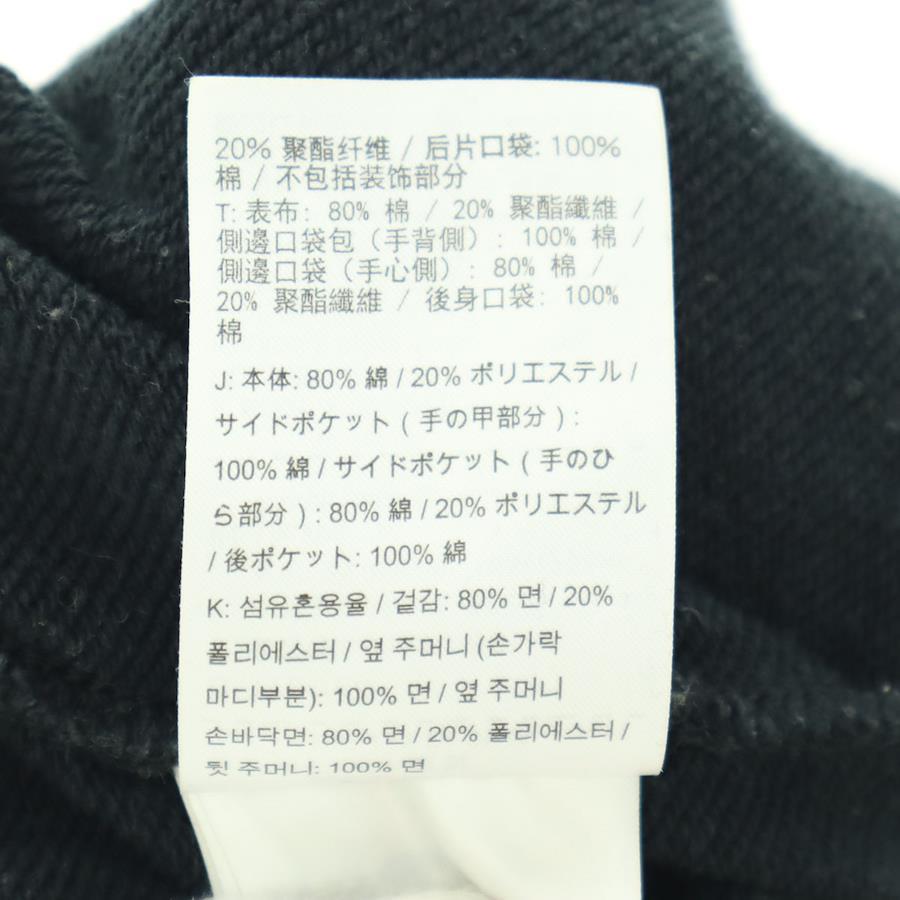 20% 聚酯纤维 / 后片口袋: 100%
棉 / 不包括装饰部分
T: 表布: 80% 棉 / 20% 聚酯纖維 /
側邊口袋包 (手背側) : 100% 棉 /
側邊口袋 (手心側) : 80% 棉 /
20% 聚酯纖維 / 後身口袋: 100%
棉
J: 本体: 80% 綿 / 20% ポリエステル /
サイドポケット ( 手の甲部分 ) :
100% 綿 / サイドポケット ( 手のひ
ら部分 ) : 80% 綿 / 20% ポリエステル
/ 後ポケット: 100% 綿
K: 섬유혼용율 / 겉감: 80% 면 / 20%
폴리에스터 / 옆 주머니 (손가락
마디부분): 100% 면 / 옆 주머니
손바닥면: 80% 면 / 20% 폴리에스터 /
뒷 주머니: 100% 면